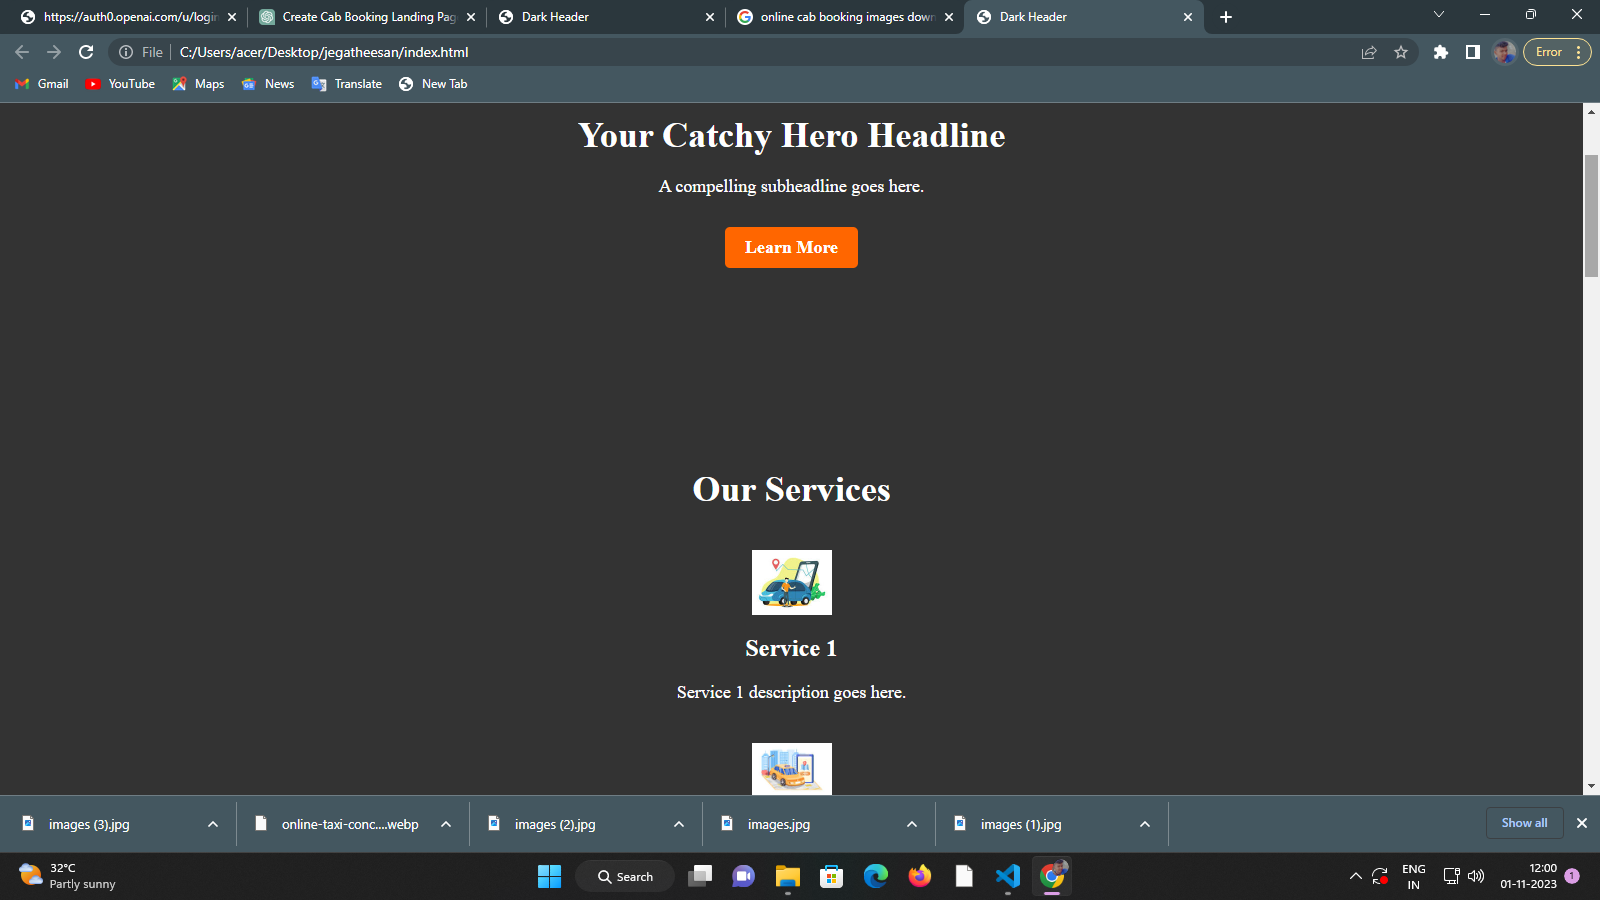 https://auth0.openai.com/u/login
Create Cab Booking Landing Page
Dark Header
online cab booking images down
Dark Header
File
C:/Users/acer/Desktop/jegatheesan/index.html
Error
Gmail
YouTube
Maps
News
Translate
New Tab
Your Catchy Hero Headline
A compelling subheadline goes here.
Learn More
Our Services
Service 1
Service 1 description goes here.
images (3).jpg
online-taxi-conc....webp
images (2).jpg
images.jpg
images (1).jpg
Show all
32°C
Partly sunny
Search
ENG
IN
12:00
01-11-2023
1